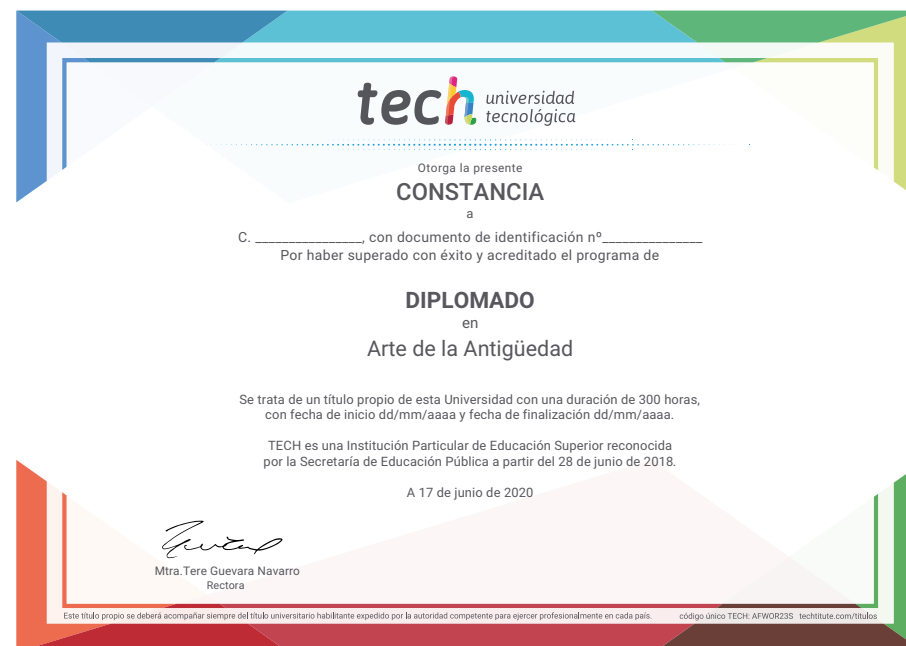 tech universidad
tecnológica
Otorga la presente
CONSTANCIA
a
C. ________________, con documento de identificación nº_______________
Por haber superado con éxito y acreditado el programa de
DIPLOMADO
en
Arte de la Antigüedad
Se trata de un título propio de esta Universidad con una duración de 300 horas,
con fecha de inicio dd/mm/aaaa y fecha de finalización dd/mm/aaaa.
TECH es una Institución Particular de Educación Superior reconocida
por la Secretaría de Educación Pública a partir del 28 de junio de 2018.
A 17 de junio de 2020
Mtra.Tere Guevara Navarro
Rectora
Este título propio se deberá acompañar siempre del título universitario habilitante expedido por la autoridad competente para ejercer profesionalmente en cada país. código único TECH: AFWOR23S techtitute.com/titulos